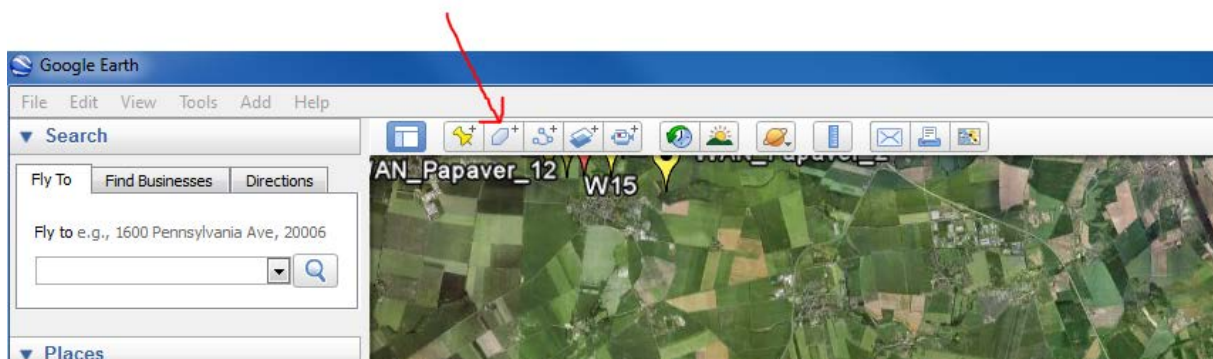 Google Earth
File Edit View Tools Add Help
Search
Fly To Find Businesses Directions
Fly to e.g., 1600 Pennsylvania Ave, 20006
Places
AN_Papaver_12
W15